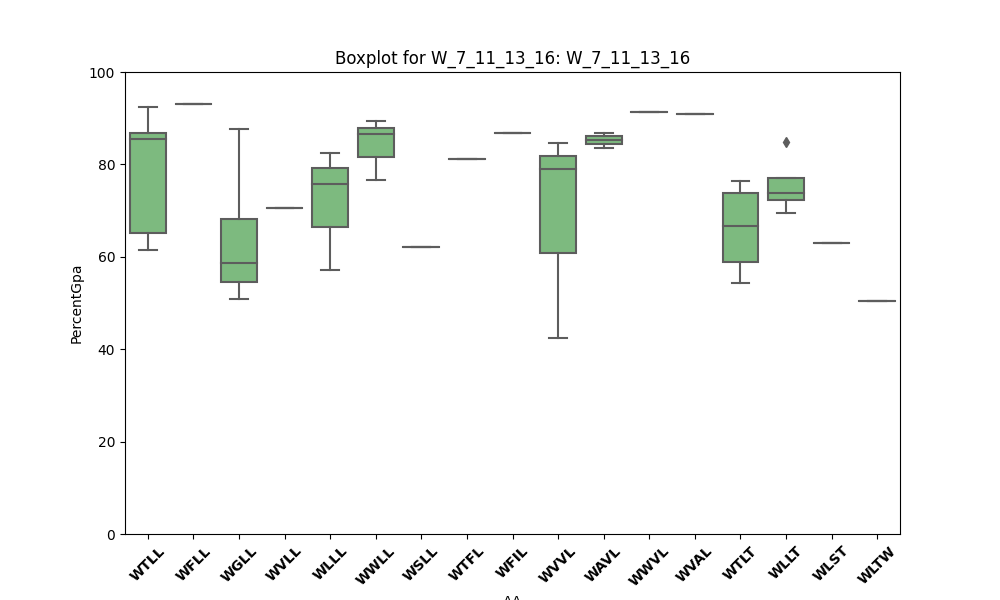 Boxplot for W_7_11_13_16: W_7_11_13_16
100
80
60
40
20
0
PercentGpa
WTLL
WFLL
WGLL
WVLL
WLLL
WWLL
WSLL
WTFL
WFIL
WVVL
WAVL
WWVL
WVAL
WTLT
WLLT
WLST
WLTW
AA